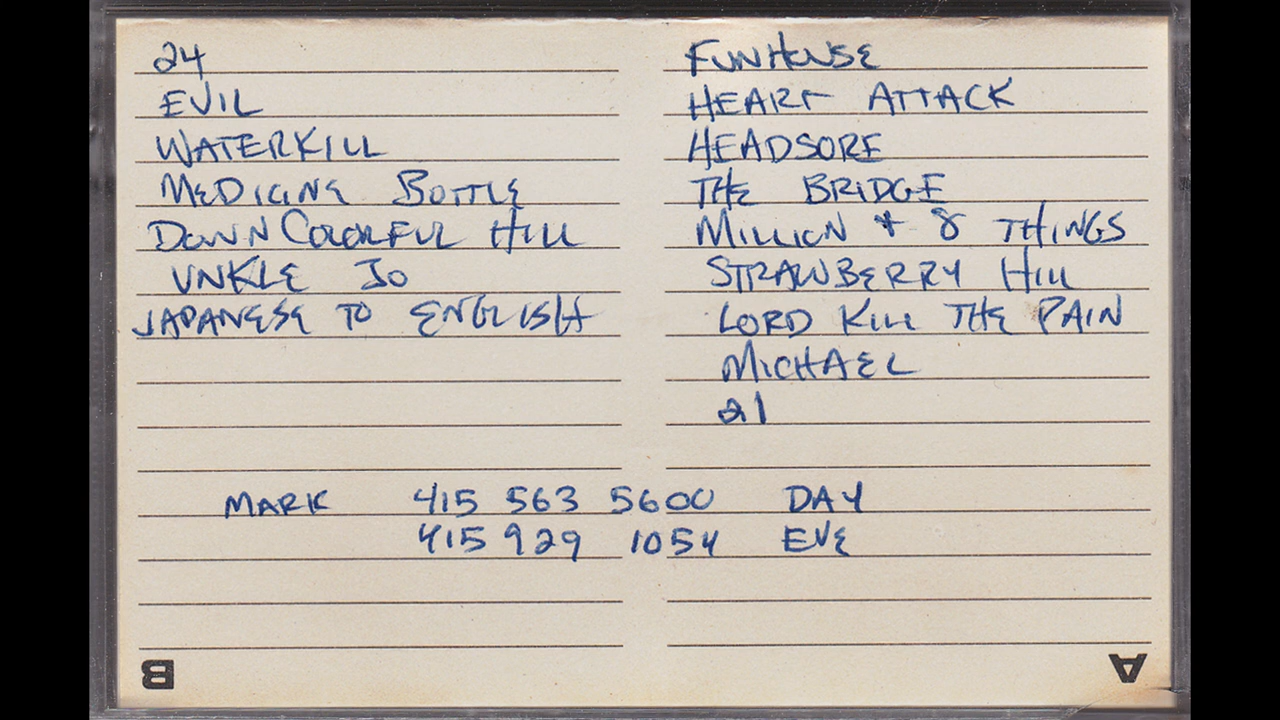 24
EVIL
WATERKILL
MEDICINE BOTTLE
DOWN COLORFUL HILL
UNKLE JO
JAPANESE TO ENGLISH
FUNHOUSE
HEART ATTACK
HEADSORE
THE BRIDGE
MILLION & 8 THINGS
STRAWBERRY HILL
LORD KILL THE PAIN
MICHAEL
21
MARK 415 563 5600 DAY
415 929 1054 EVE
B
A